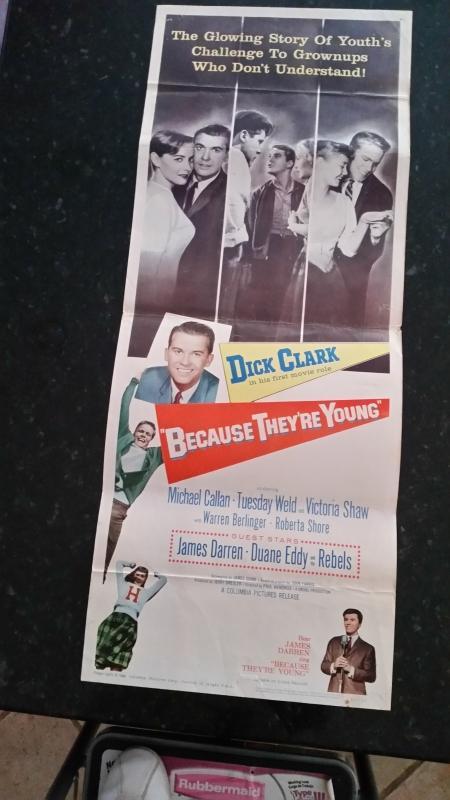 The Glowing Story Of Youth's
Challenge To Grownups
Who Don't Understand!
DICK CLARK
in his first movie role
"BECAUSE THEY'RE YOUNG"
Michael Callan · Tuesday Weld and Victoria Shaw
with Warren Berlinger · Roberta Shore
GUEST STARS
James Darren · Duane Eddy and the Rebels
A COLUMBIA PICTURES RELEASE
H
Hear
JAMES
DARREN
sing
"BECAUSE
THEY'RE YOUNG"
Rubbermaid